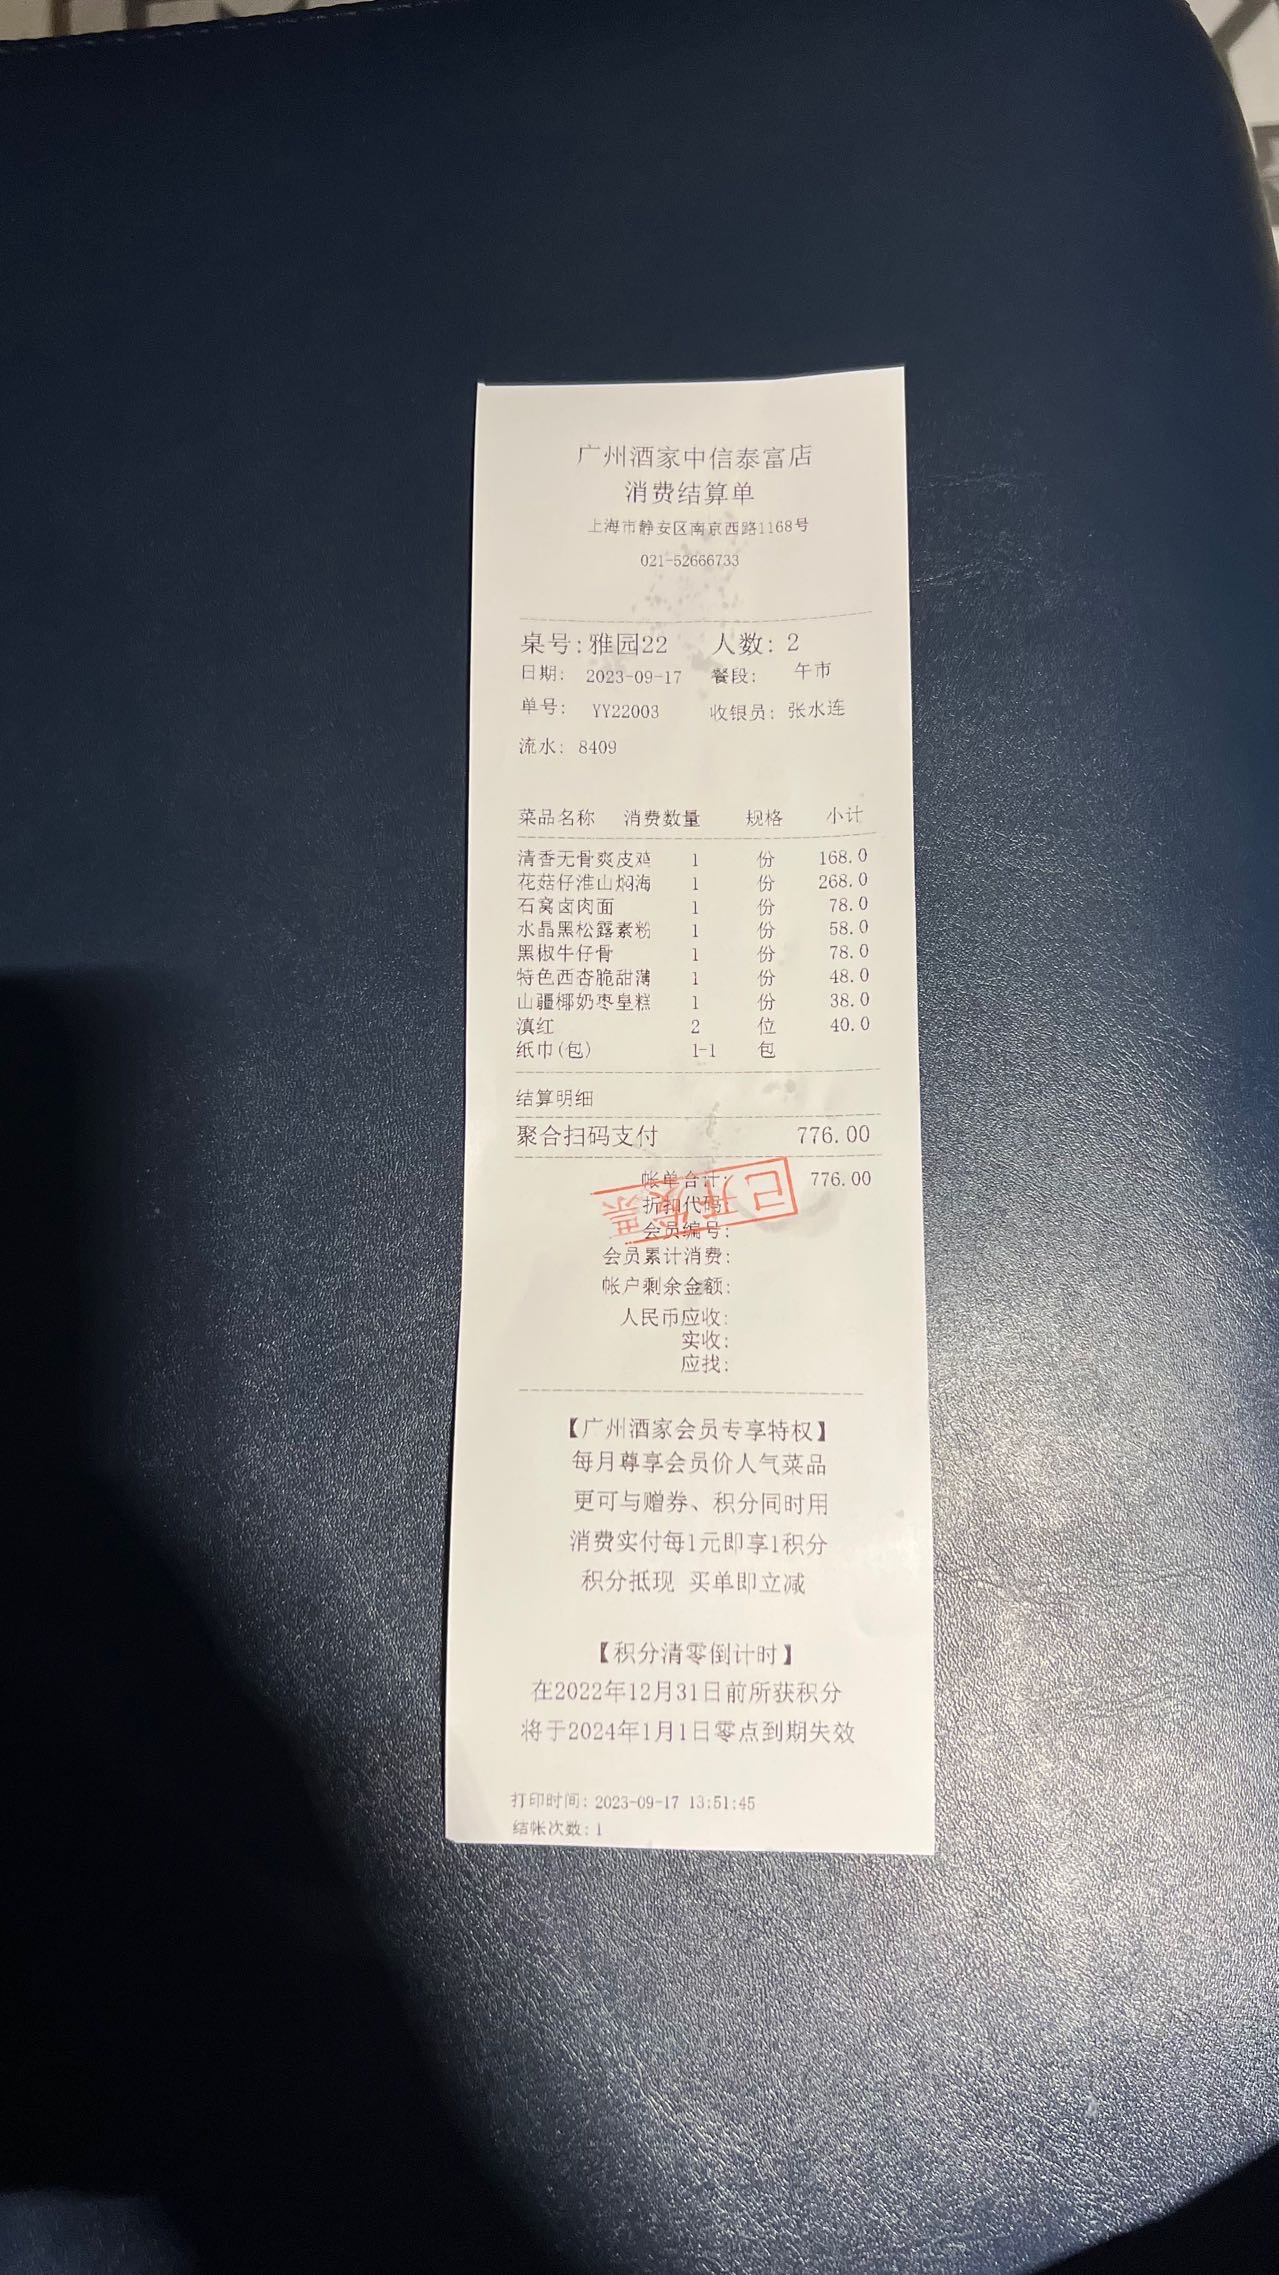 广州酒家中信泰富店
消费结算单
上海市静安区南京西路1168号
021-52666733
桌号:雅园22 人数: 2
日期: 2023-09-17 餐段: 午市
单号: YY22003 收银员: 张水连
流水: 8409
菜品名称 消费数量 规格 小计
清香无骨爽皮鸡 1 份 168.0
花菇仔淮山焖海 1 份 268.0
石窝卤肉面 1 份 78.0
水晶黑松露素粉 1 份 58.0
黑椒牛仔骨 1 份 78.0
特色西杏脆甜薄 1 份 48.0
山疆椰奶枣皇糕 1 份 38.0
滇红 2 位 40.0
纸巾(包) 1-1 包
结算明细
聚合扫码支付 776.00
帐单合计: 776.00
已开发票
折扣代码:
会员编号:
会员累计消费:
帐户剩余金额:
人民币应收:
实收:
应找:
【广州酒家会员专享特权】
每月尊享会员价人气菜品
更可与赠券、积分同时用
消费实付每1元即享1积分
积分抵现 买单即立减
【积分清零倒计时】
在2022年12月31日前所获积分
将于2024年1月1日零点到期失效
打印时间: 2023-09-17 13:51:45
结帐次数: 1